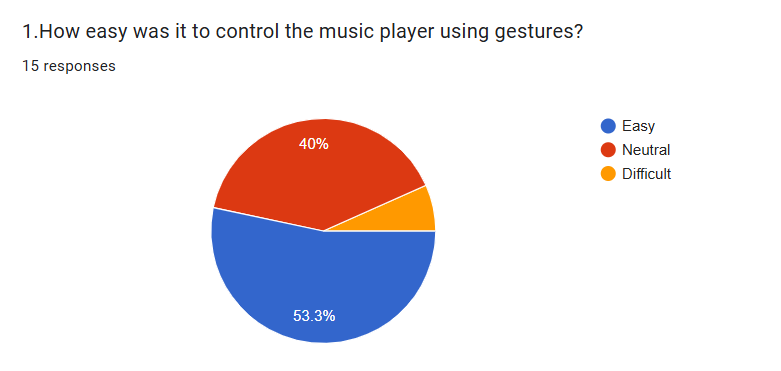 1.How easy was it to control the music player using gestures?
15 responses
40%
53.3%
Easy
Neutral
Difficult